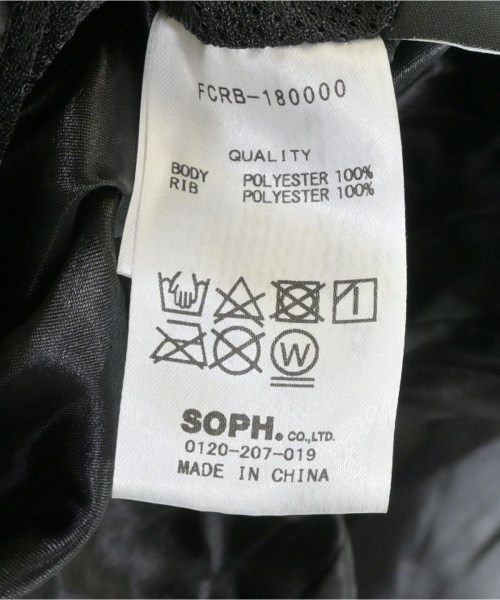 FCRB-180000
QUALITY
BODY POLYESTER 100%
RIB POLYESTER 100%
W
SOPH. CO.,LTD.
0120-207-019
MADE IN CHINA